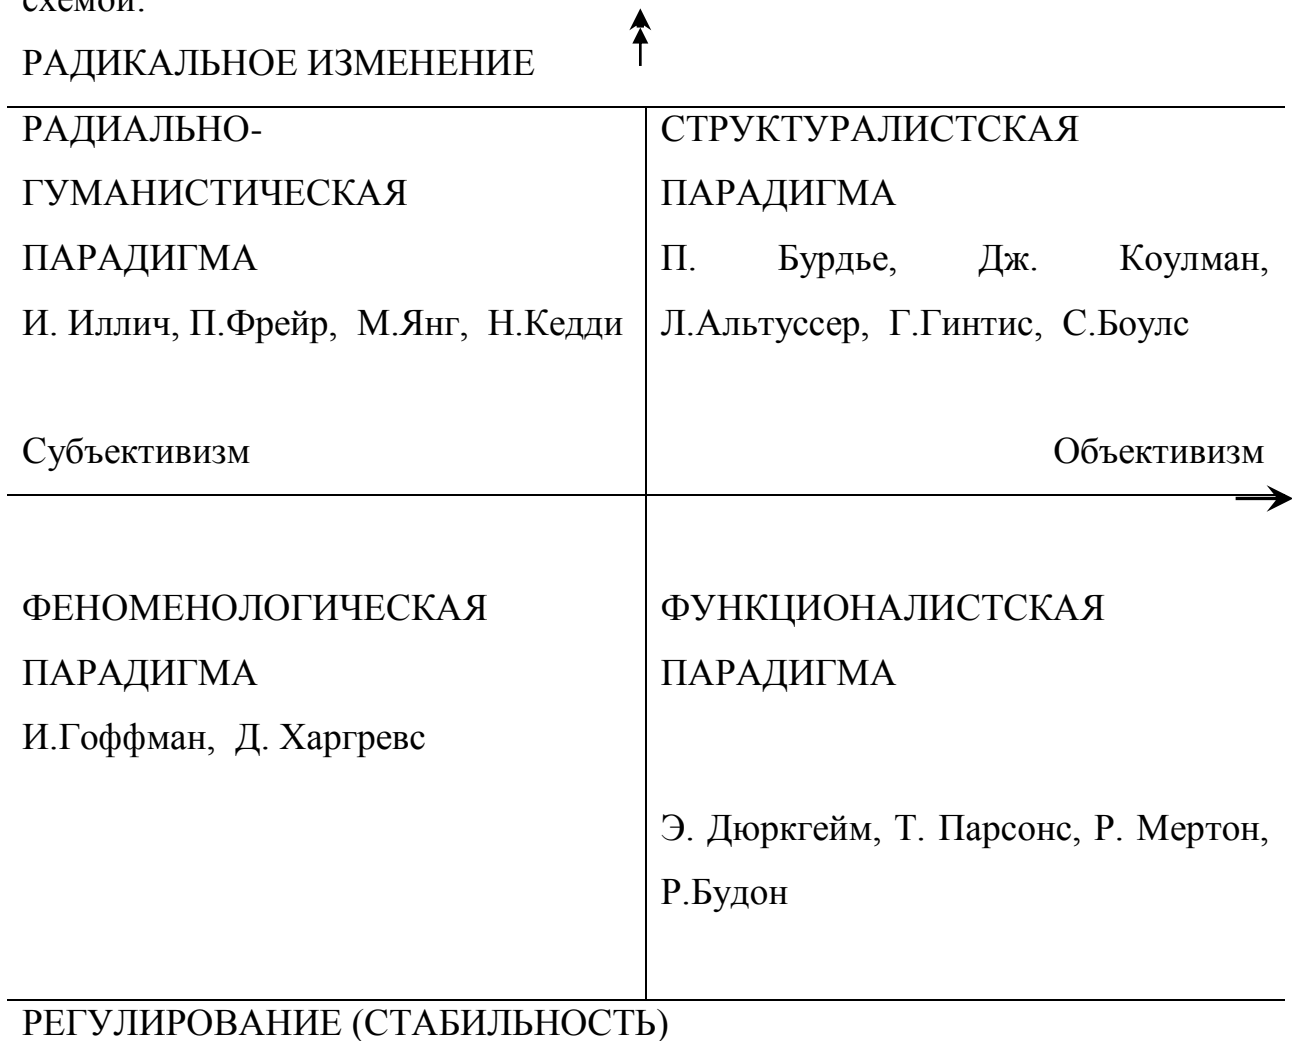 схемой:
РАДИКАЛЬНОЕ ИЗМЕНЕНИЕ
РАДИАЛЬНО-
ГУМАНИСТИЧЕСКАЯ
ПАРАДИГМА
И. Иллич, П.Фрейр, М.Янг, Н.Кедди
СТРУКТУРАЛИСТСКАЯ
ПАРАДИГМА
П. Бурдье, Дж. Коулман,
Л.Альтуссер, Г.Гинтис, С.Боулс
Субъективизм
Объективизм
ФЕНОМЕНОЛОГИЧЕСКАЯ
ПАРАДИГМА
И.Гоффман, Д. Харгревс
ФУНКЦИОНАЛИСТСКАЯ
ПАРАДИГМА
Э. Дюркгейм, Т. Парсонс, Р. Мертон,
Р.Будон
РЕГУЛИРОВАНИЕ (СТАБИЛЬНОСТЬ)